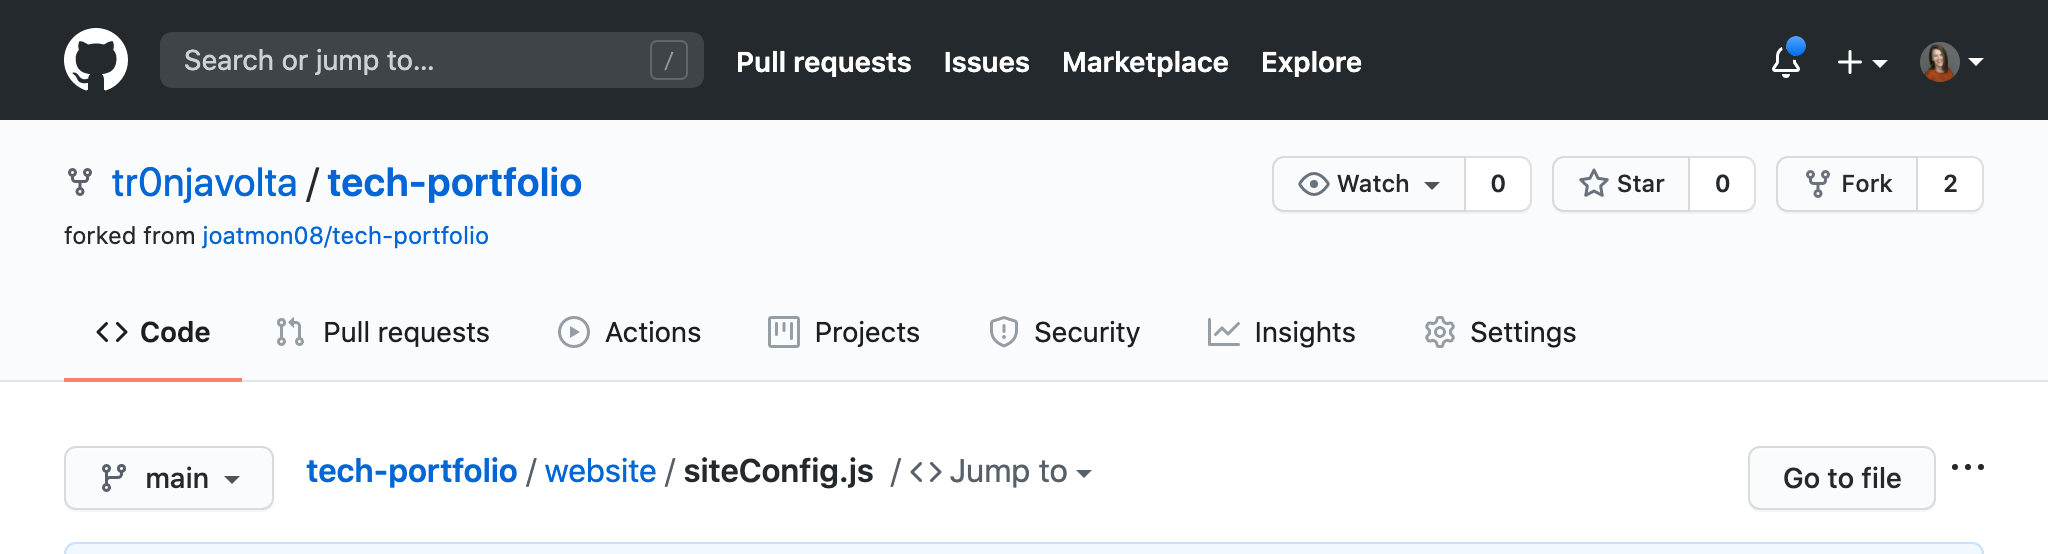 Search or jump to... /
Pull requests Issues Marketplace Explore
tr0njavolta / tech-portfolio
Watch 0 Star 0 Fork 2
forked from joatmon08/tech-portfolio
Code Pull requests Actions Projects Security Insights Settings
main tech-portfolio / website / siteConfig.js / <> Jump to Go to file ...